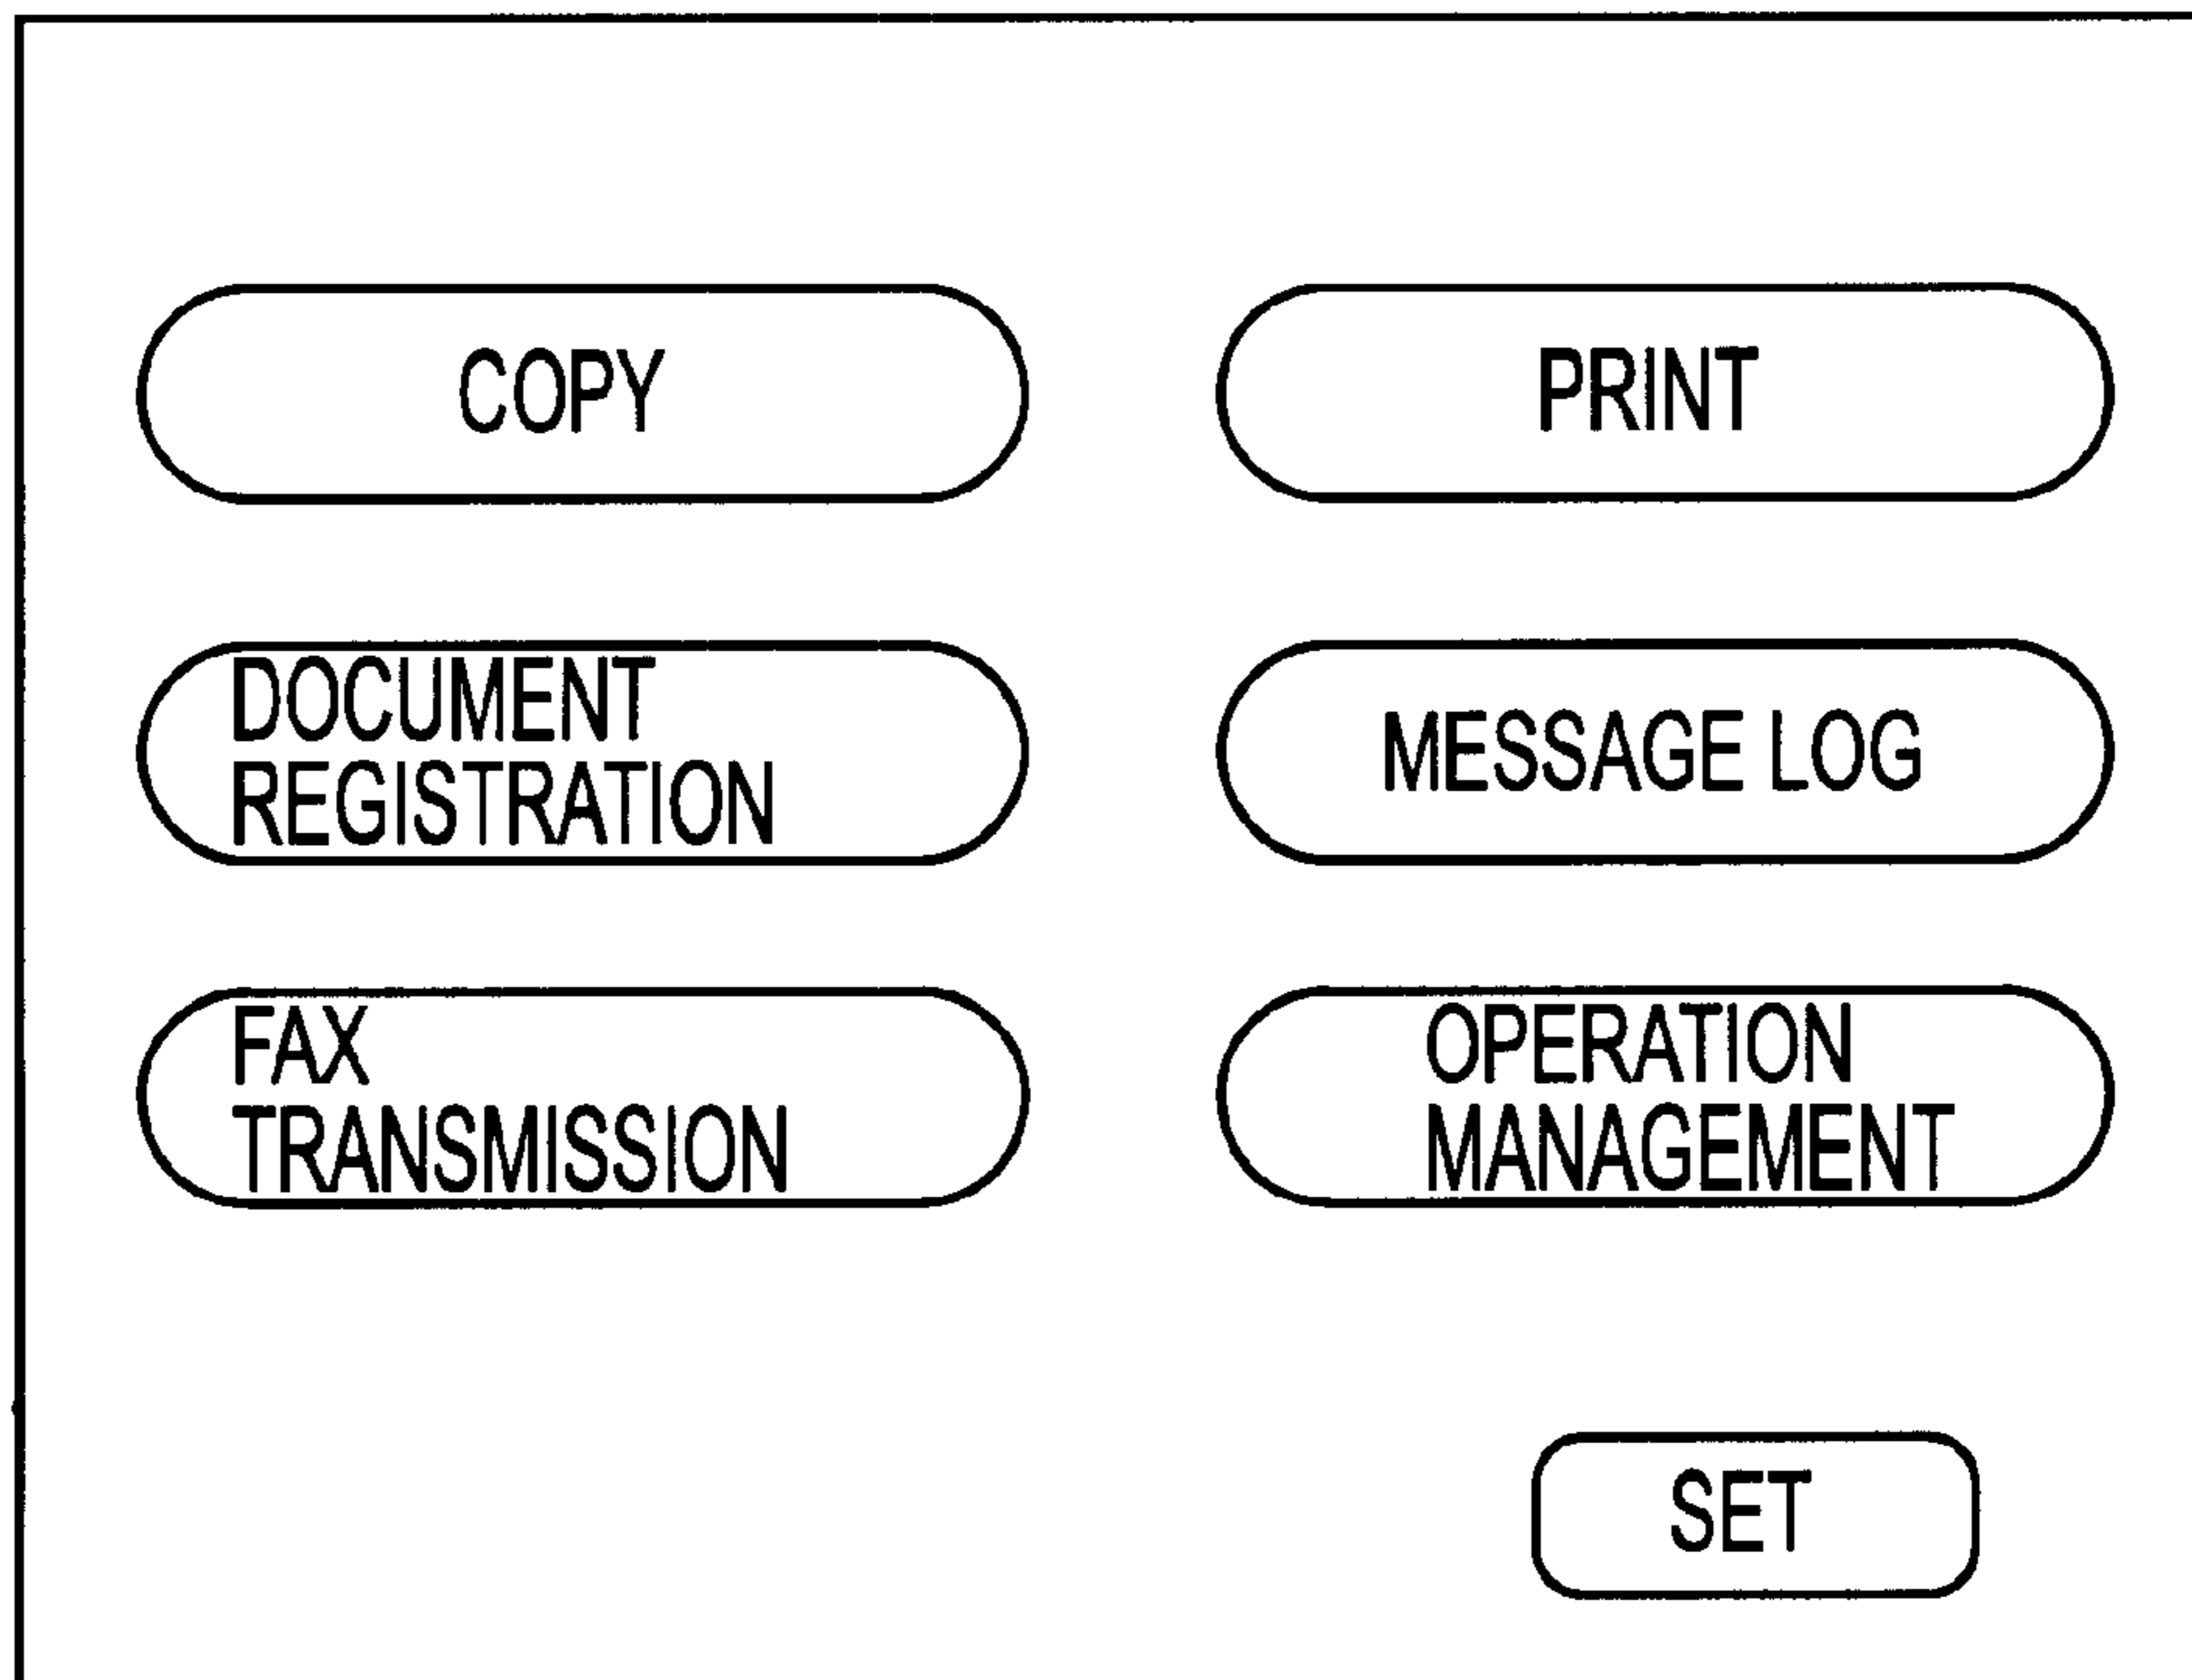 COPY
PRINT
DOCUMENT
REGISTRATION
MESSAGE LOG
FAX
TRANSMISSION
OPERATION
MANAGEMENT
SET